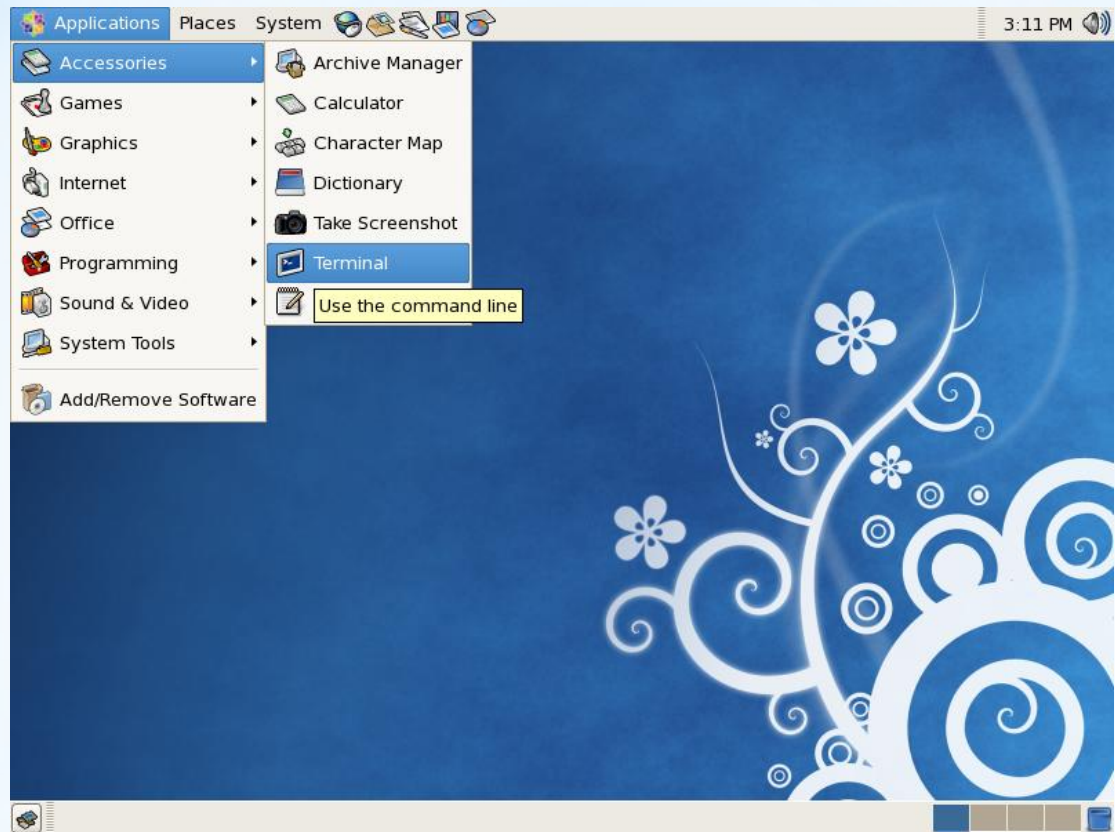 Applications Places System 3:11 PM
Accessories
Games
Graphics
Internet
Office
Programming
Sound & Video
System Tools
Add/Remove Software
Archive Manager
Calculator
Character Map
Dictionary
Take Screenshot
Terminal
Use the command line